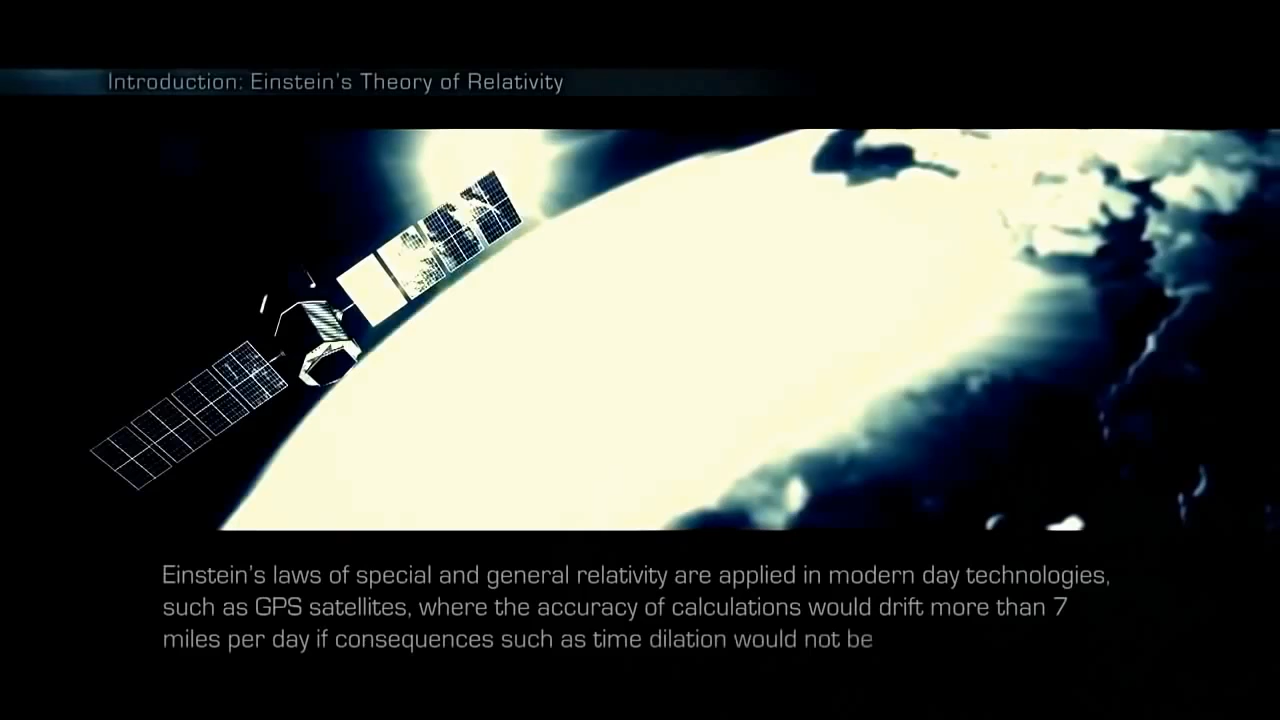 Introduction: Einstein's Theory of Relativity
Einstein's laws of special and general relativity are applied in modern day technologies,
such as GPS satellites, where the accuracy of calculations would drift more than 7
miles per day if consequences such as time dilation would not be